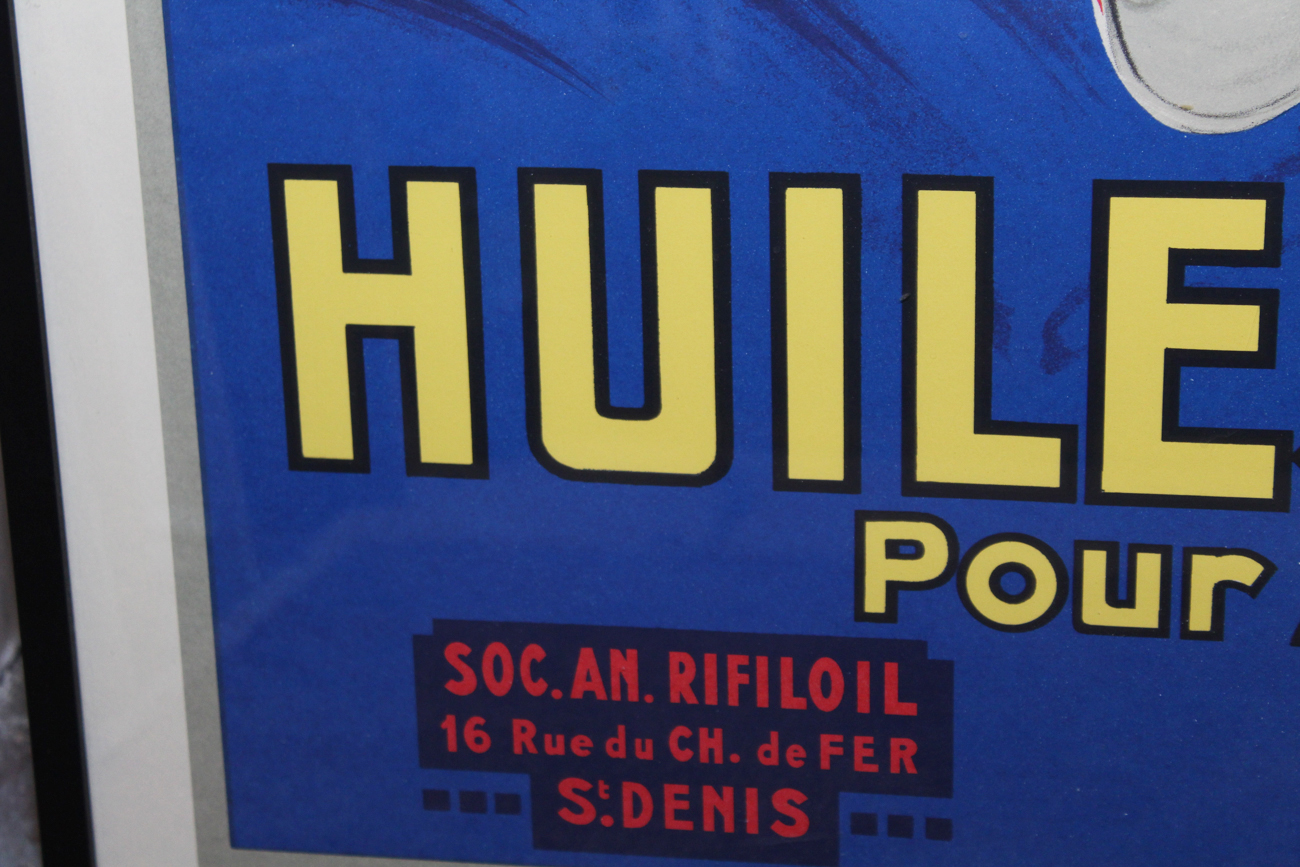 HUILE
Pour
SOC. AN. RIFILOIL
16 Rue du CH. de FER
St. DENIS